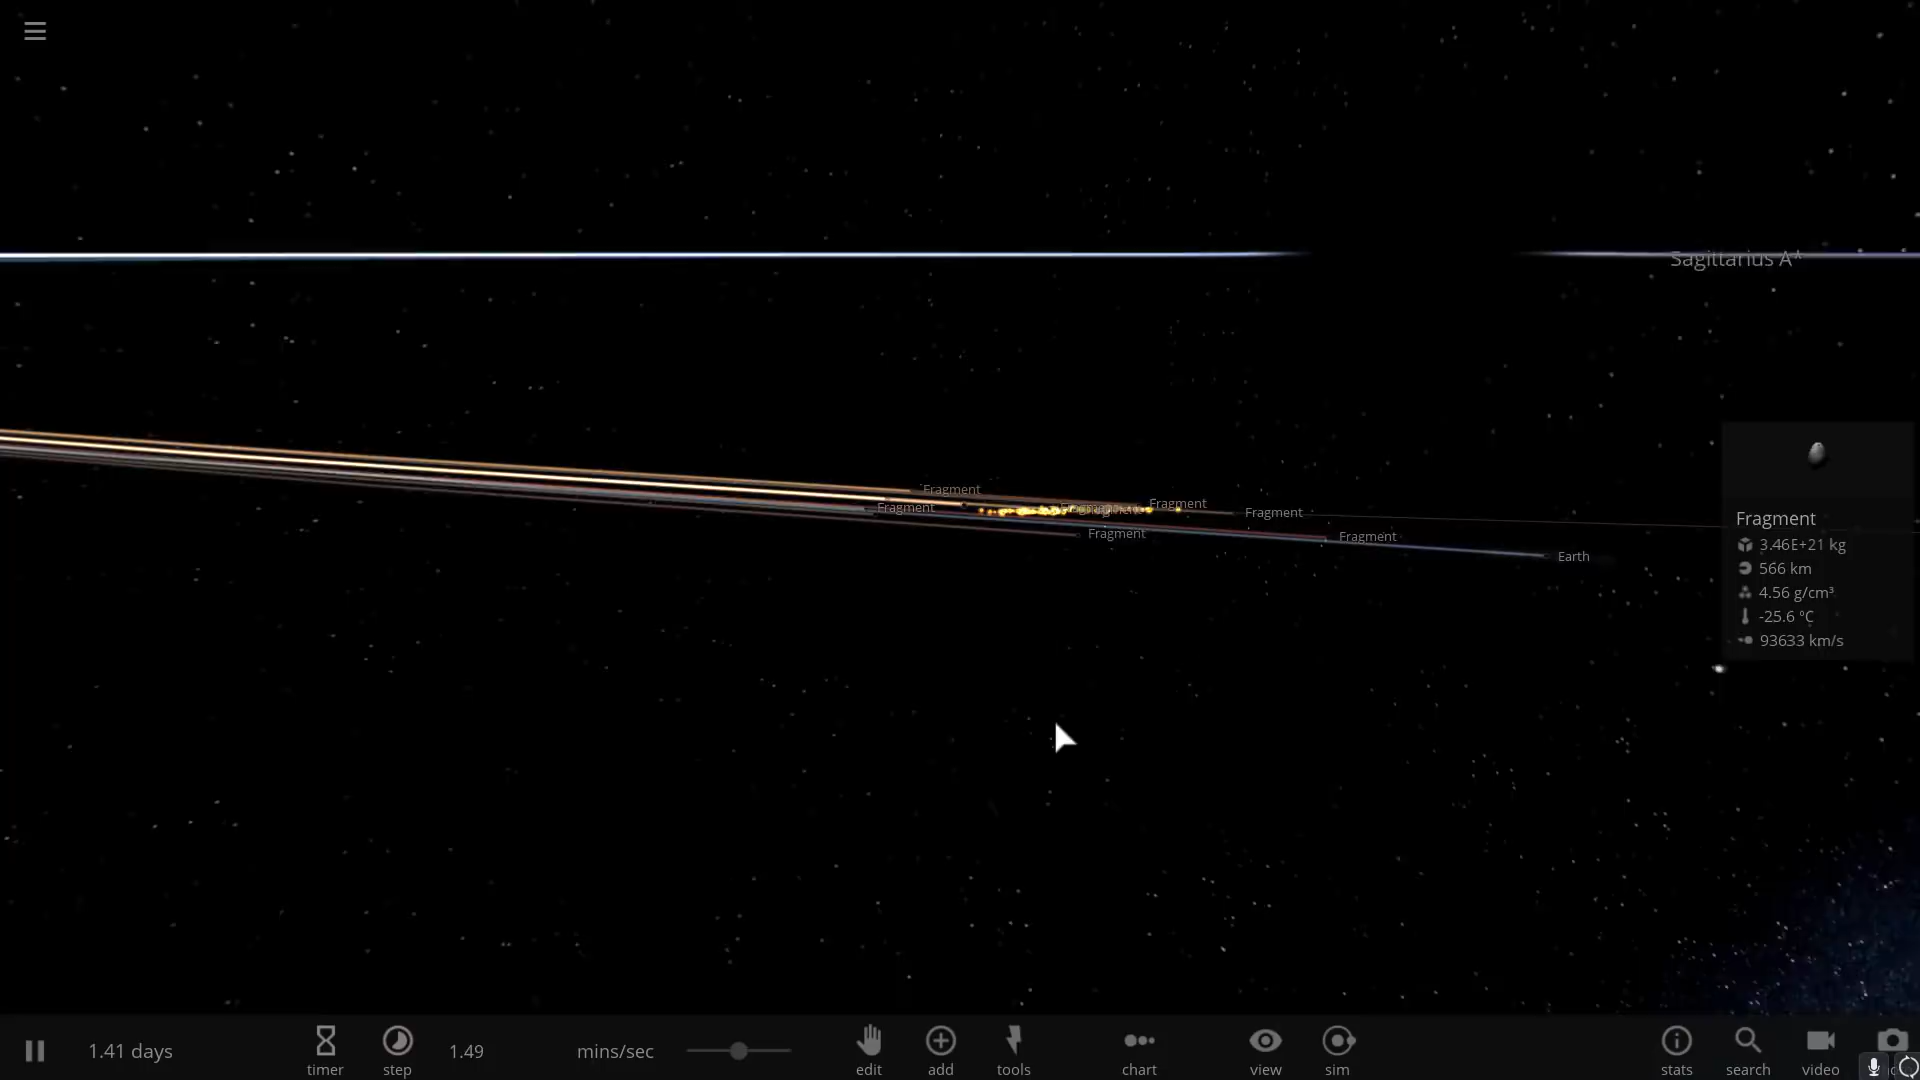 Sagittarius A*
Fragment
Fragment
Fragment
Fragment
Fragment
Fragment
Earth
Fragment
3.46E+21 kg
566 km
4.56 g/cm³
-25.6 °C
93633 km/s
1.41 days
timer
step
1.49
mins/sec
edit
add
tools
chart
view
sim
stats
search
video